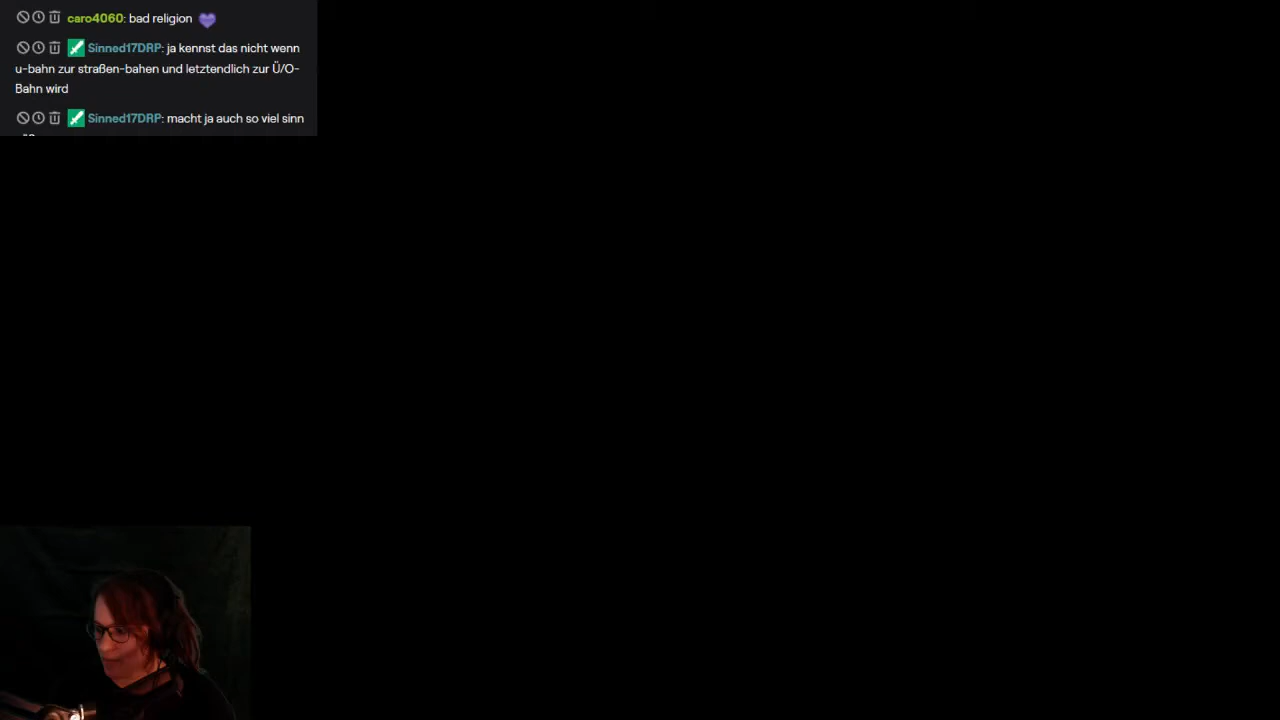 caro4060: bad religion
Sinned17DRP: ja kennst das nicht wenn
u-bahn zur straßen-bahen und letztendlich zur Ü/O-
Bahn wird
Sinned17DRP: macht ja auch so viel sinn